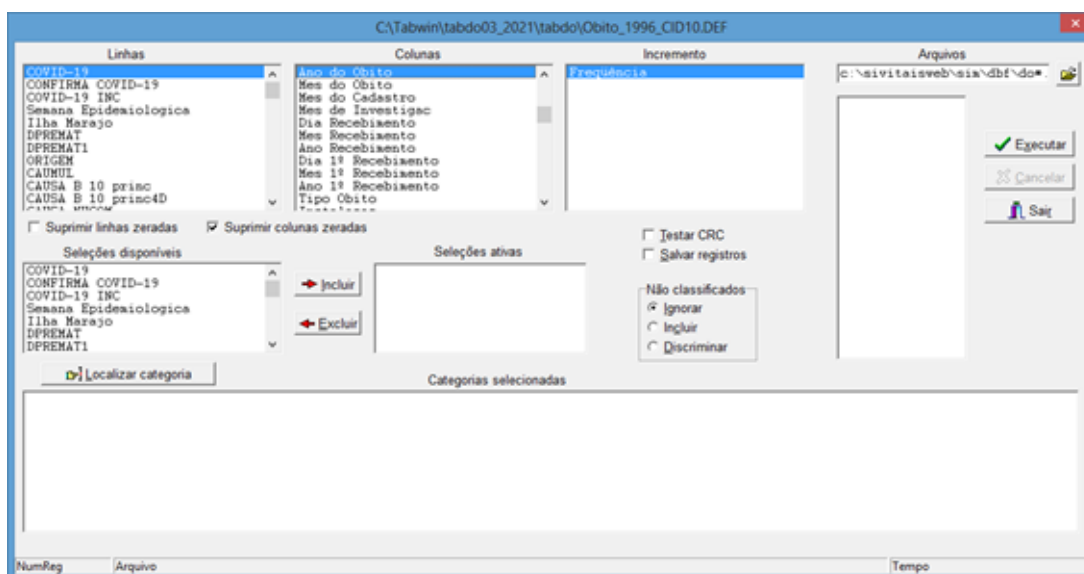 C:\Tabwin\tabdo03_2021\tabdo\Obito_1996_CID10.DEF
Linhas
COVID-19
CONFIRMA COVID-19
COVID-19 INC
Semana Epidemiologica
Ilha Marajo
DPREMAT
DPREMAT1
ORIGEM
CAUMUL
CAUSA B 10 princ
CAUSA B 10 princ4D
Colunas
Ano do Obito
Mes do Obito
Mes do Cadastro
Mes de Investigac
Dia Recebimento
Mes Recebimento
Ano Recebimento
Dia 1º Recebimento
Mes 1º Recebimento
Ano 1º Recebimento
Tipo Obito
Incremento
Freqüência
Arquivos
c:\sivitaisweb\sim\dbf\do*.
Executar
Cancelar
Sair
Suprimir linhas zeradas
Suprimir colunas zeradas
Seleções disponíveis
COVID-19
CONFIRMA COVID-19
COVID-19 INC
Semana Epidemiologica
Ilha Marajo
DPREMAT
DPREMAT1
Incluir
Excluir
Seleções ativas
Testar CRC
Salvar registros
Não classificados
Ignorar
Incluir
Discriminar
Localizar categoria
Categorias selecionadas
NumReg
Arquivo
Tempo